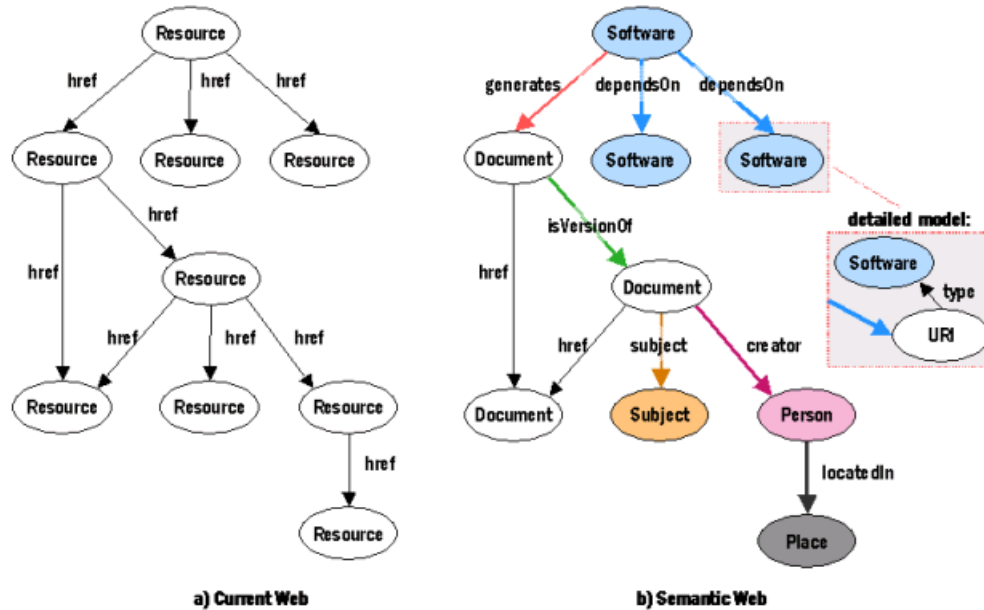 Resource
href
href
href
Resource
Resource
Resource
href
href
Resource
href
href
href
Resource
Resource
Resource
href
Resource
a) Current Web
Software
generates
dependsOn
dependsOn
Document
Software
Software
isVersionOf
href
Document
href
subject
creator
Document
Subject
Person
locatedIn
Place
detailed model:
Software
type
URI
b) Semantic Web